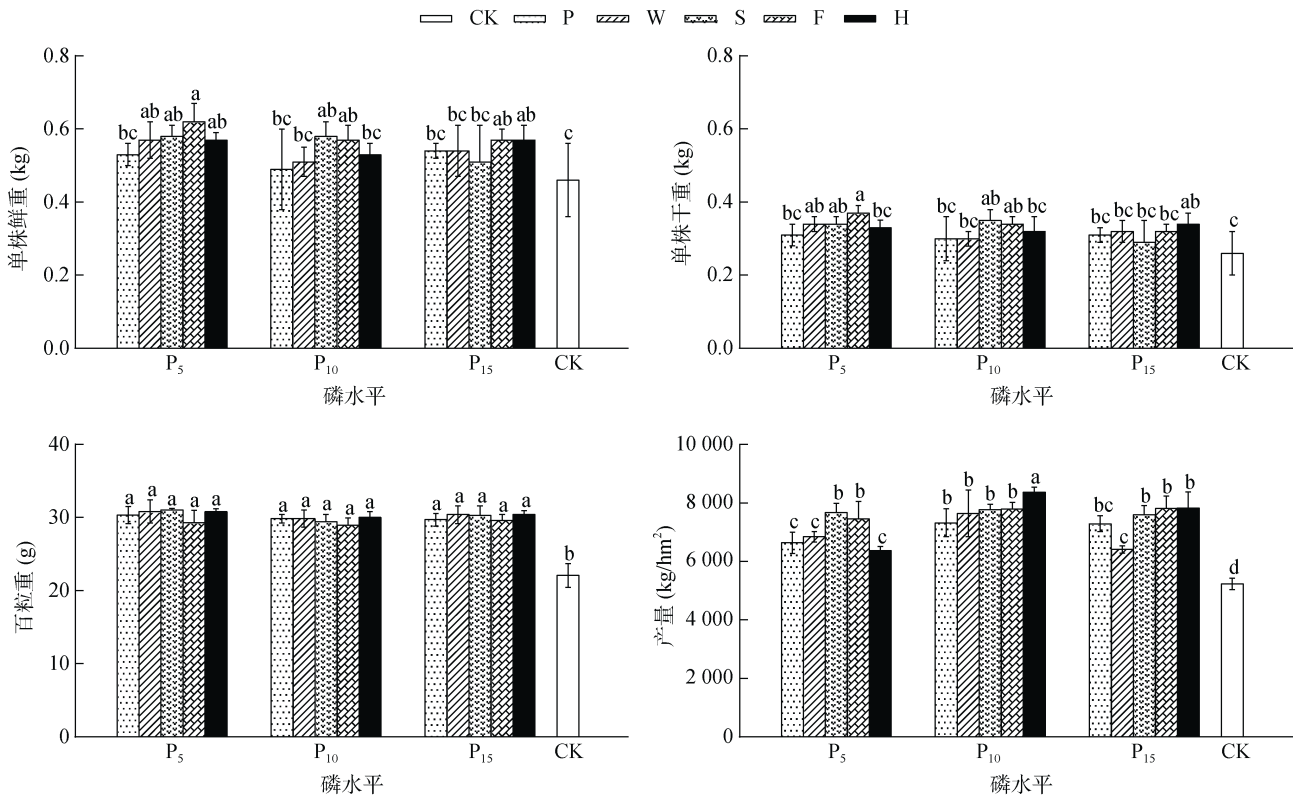 CK P W S F H
单株鲜重 (kg)
0.8
0.6
0.4
0.2
0.0
bc ab ab a ab
bc bc ab ab bc
bc bc bc ab ab
c
P₅ P₁₀ P₁₅ CK
磷水平
单株干重 (kg)
0.8
0.6
0.4
0.2
0.0
bc ab ab a bc
bc bc ab ab bc
bc bc bc bc ab
c
P₅ P₁₀ P₁₅ CK
磷水平
百粒重 (g)
40
30
20
10
0
a a a a a
a a a a a
a a a a a
b
P₅ P₁₀ P₁₅ CK
磷水平
产量 (kg/hm²)
10 000
8 000
6 000
4 000
2 000
0
c c b b c
b b b b a
bc c b b b
d
P₅ P₁₀ P₁₅ CK
磷水平